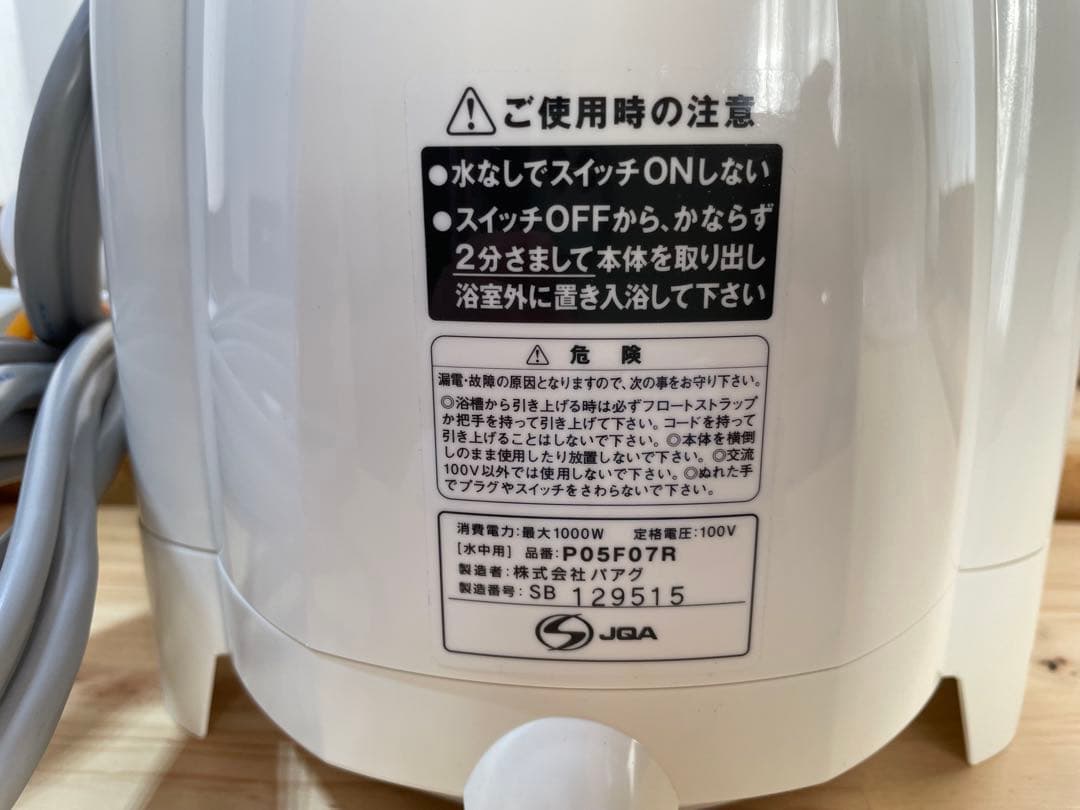 ご使用時の注意
●水なしでスイッチONしない
●スイッチOFFから、かならず
2分さまして本体を取り出し
浴室外に置き入浴して下さい
危険
漏電・故障の原因となりますので、次の事をお守り下さい。
◎浴槽から引き上げる時は必ずフロートストラップ
か把手を持って引き上げて下さい。コードを持って
引き上げることはしないで下さい。◎本体を横倒
しのまま使用したり放置しないで下さい。◎交流
100V以外では使用しないで下さい。◎ぬれた手
でプラグやスイッチをさわらないで下さい。
消費電力:最大1000W 定格電圧:100V
[水中用] 品番:P05F07R
製造者:株式会社パアグ
製造番号:SB 129515
JQA